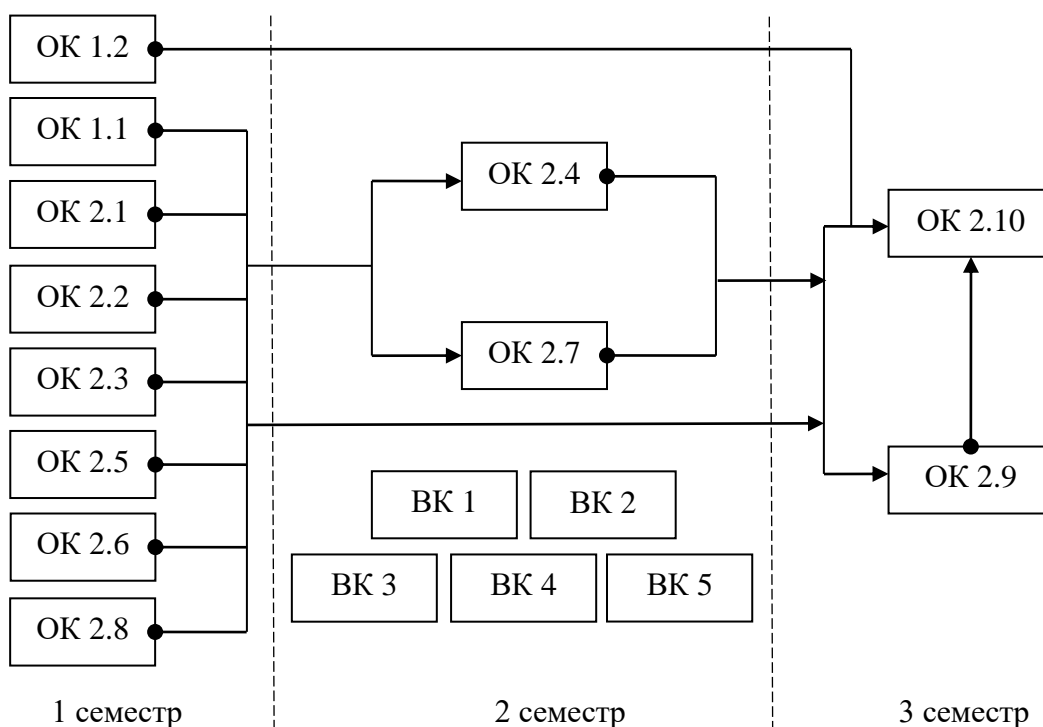 ОК 1.2
ОК 1.1
ОК 2.1
ОК 2.2
ОК 2.3
ОК 2.5
ОК 2.6
ОК 2.8
ОК 2.4
ОК 2.7
ВК 1 ВК 2
ВК 3 ВК 4 ВК 5
ОК 2.10
ОК 2.9
1 семестр 2 семестр 3 семестр